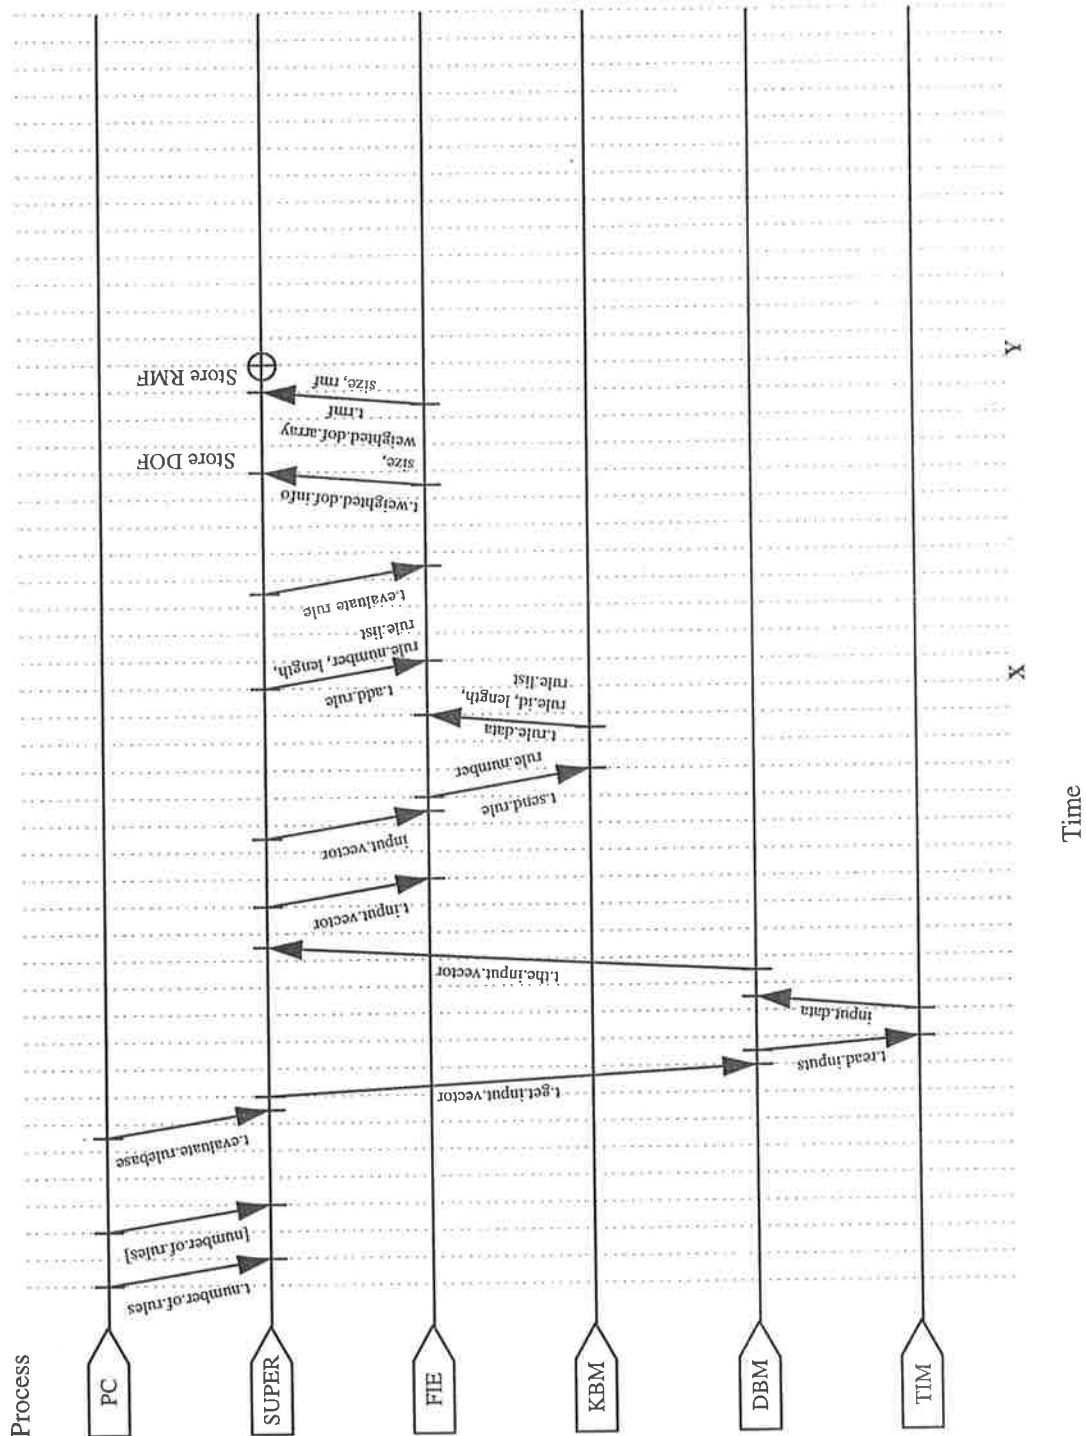 Process
PC
SUPER
FIE
KBM
DBM
TIM
t.number.of.rules
[number.of.rules]
t.evaluate.rulebase
t.get.input.vector
t.read.inputs
input.data
t.the.input.vector
t.input.vector
input.vector
t.send.rule
rule.number
t.rule.data
rule.id, length,
rule.list
t.add.rule
rule.number, length,
rule.list
t.evaluate rule
t.weighted.dof.info
size,
weighted.dof.array
Store DOF
t.rmf
size, rmf
Store RMF
X
Y
Time